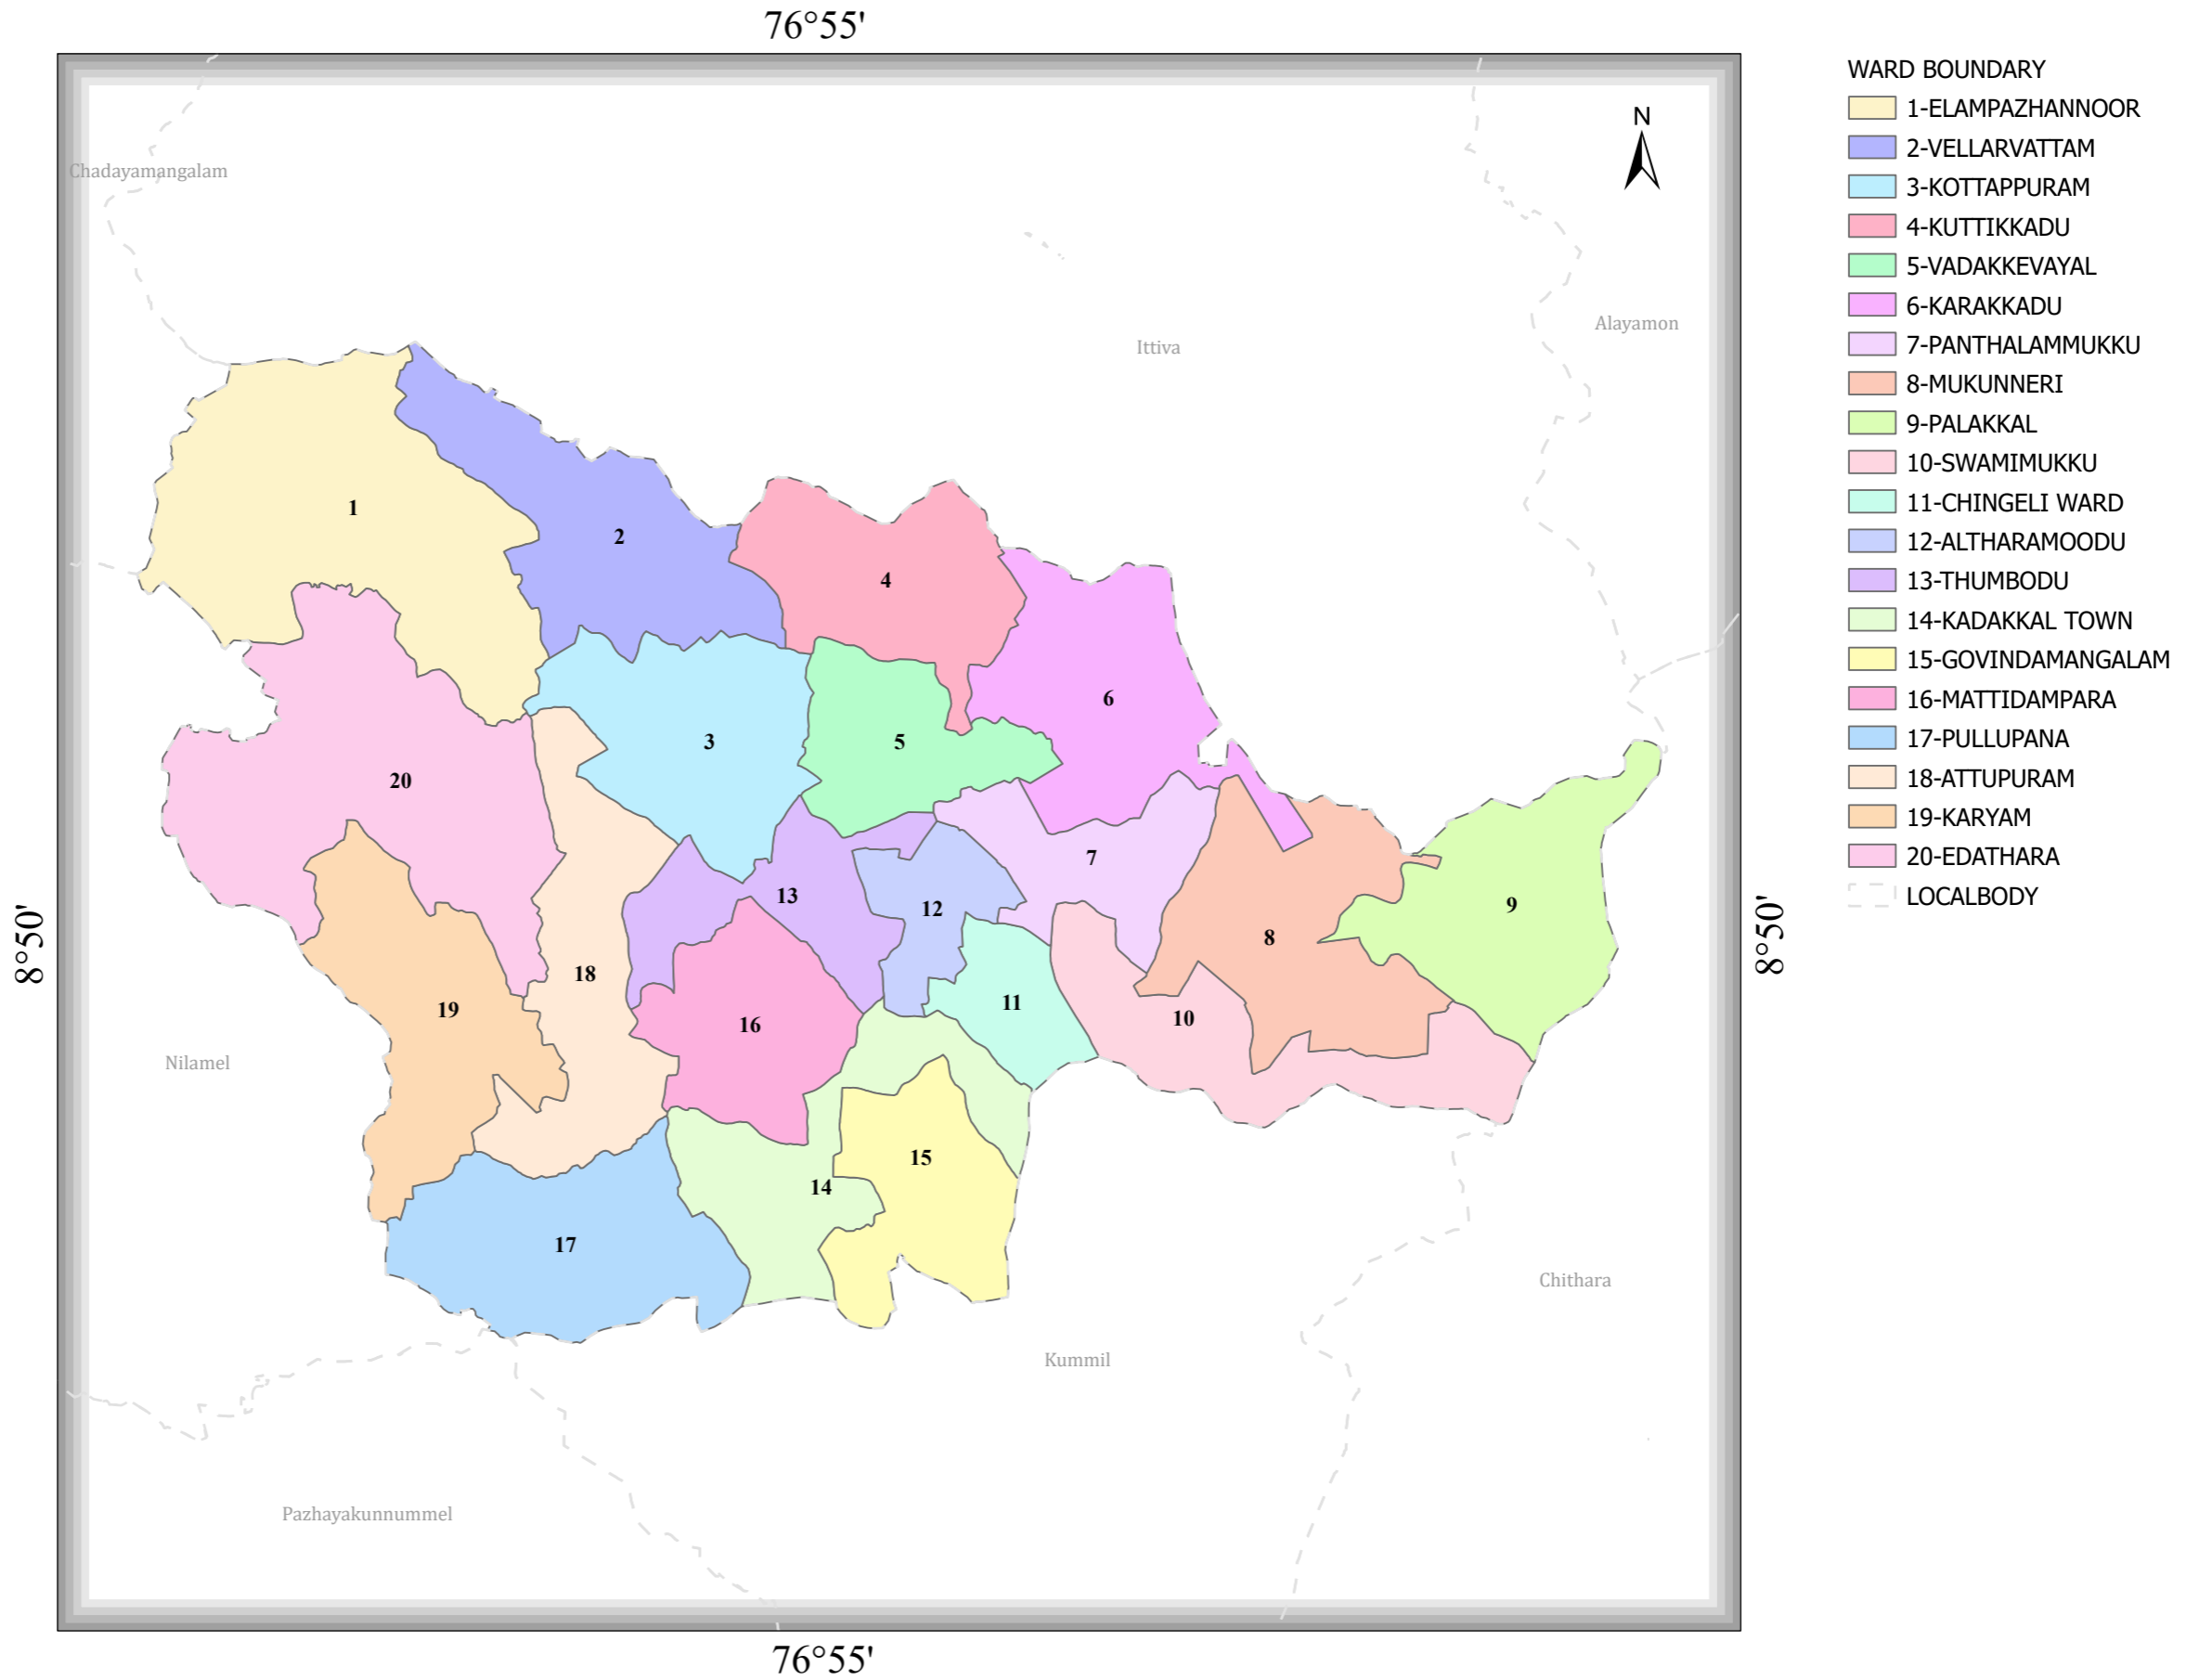 76°55'
WARD BOUNDARY
1-ELAMPAZHANNOOR
2-VELLARVATTAM
3-KOTTAPPURAM
4-KUTTIKKADU
5-VADAKKEVAYAL
6-KARAKKADU
7-PANTHALAMMUKKU
8-MUKUNNERI
9-PALAKKAL
10-SWAMIMUKKU
11-CHINGELI WARD
12-ALTHARAMOODU
13-THUMBODU
14-KADAKKAL TOWN
15-GOVINDAMANGALAM
16-MATTIDAMPARA
17-PULLUPANA
18-ATTUPURAM
19-KARYAM
20-EDATHARA
LOCALBODY
N
Chadayamangalam
Alayamon
Ittiva
1
2
4
6
3
5
20
7
13
9
12
8
8°50'
8°50'
18
11
19
10
16
Nilamel
15
14
17
Chithara
Kummil
Pazhayakunnummel
76°55'